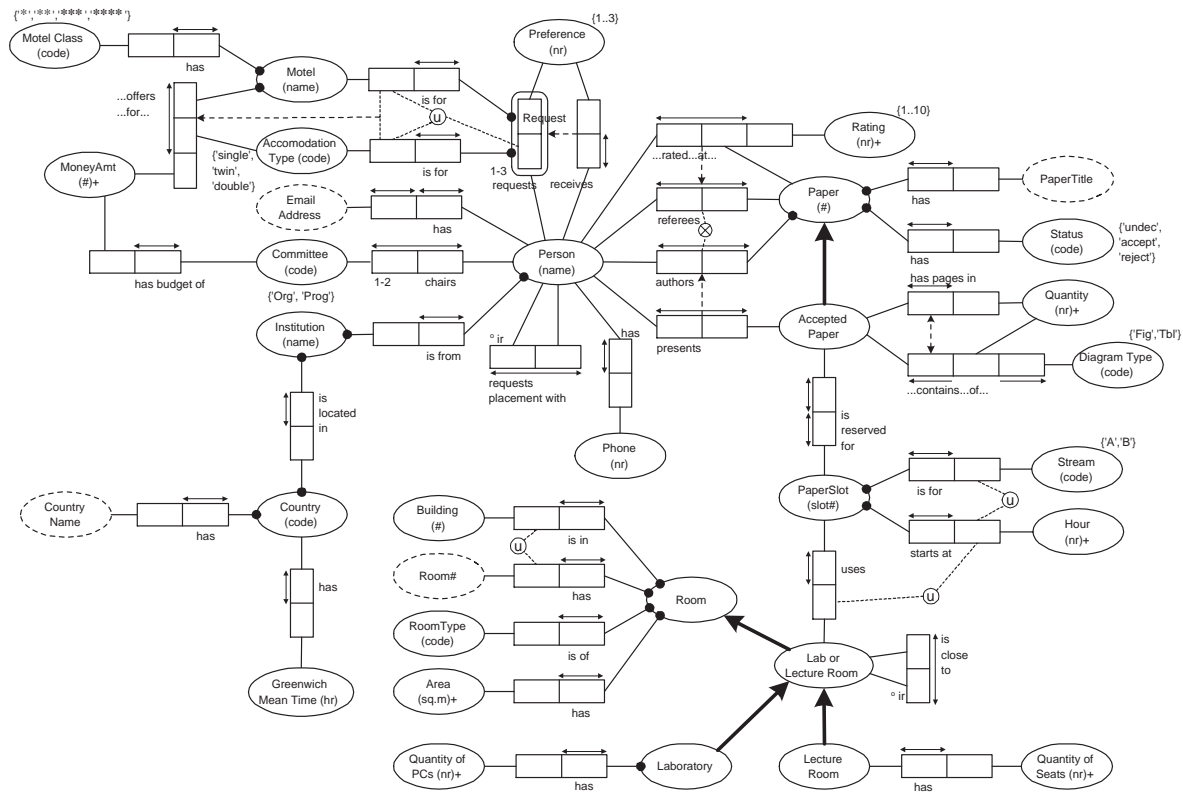 {'*','**','***','****'}
Motel Class
(code)
has
Motel
(name)
...offers
...for...
is for
u
Preference
(nr)
{1..3}
Request
1-3
requests
receives
Accomodation
Type (code)
{'single',
'twin',
'double'}
is for
MoneyAmt
(#)+
Email
Address
has
has budget of
Committee
(code)
{'Org', 'Prog'}
1-2
chairs
Person
(name)
...rated...at...
Rating
(nr)+
{1..10}
referees
authors
presents
Paper
(#)
has
PaperTitle
has
Status
(code)
{'undec',
'accept',
'reject'}
has pages in
Quantity
(nr)+
Accepted
Paper
{'Fig','Tbl'}
Diagram Type
(code)
...contains...of...
Institution
(name)
is from
º ir
requests
placement with
has
Phone
(nr)
is
located
in
is
reserved
for
Country
Name
has
Country
(code)
has
Greenwich
Mean Time (hr)
Building
(#)
is in
u
Room#
has
Room
RoomType
(code)
is of
Area
(sq.m)+
has
PaperSlot
(slot#)
is for
Stream
(code)
{'A','B'}
u
starts at
Hour
(nr)+
uses
u
Lab or
Lecture Room
is
close
to
º ir
Quantity of
PCs (nr)+
has
Laboratory
Lecture
Room
has
Quantity of
Seats (nr)+